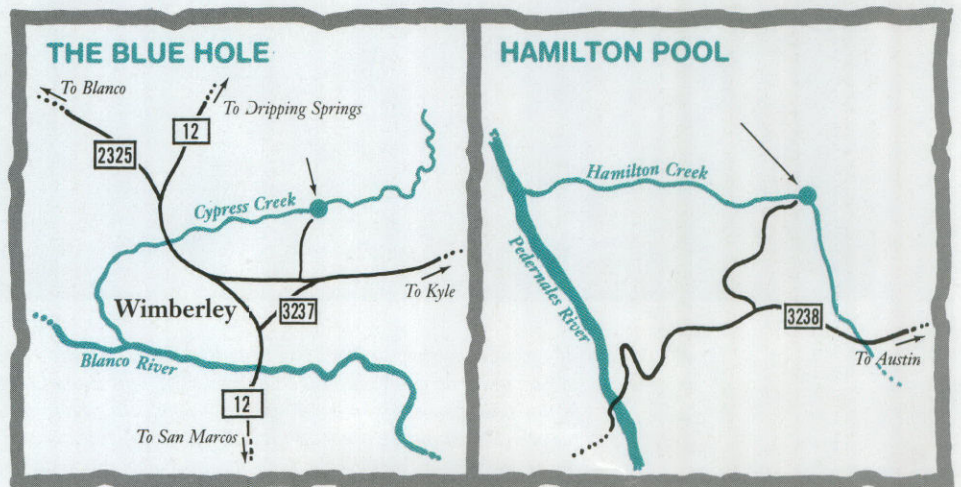 THE BLUE HOLE
To Blanco
To Dripping Springs
12
2325
Cypress Creek
To Kyle
Wimberley
3237
Blanco River
12
To San Marcos
HAMILTON POOL
Hamilton Creek
Pedernales River
3238
To Austin